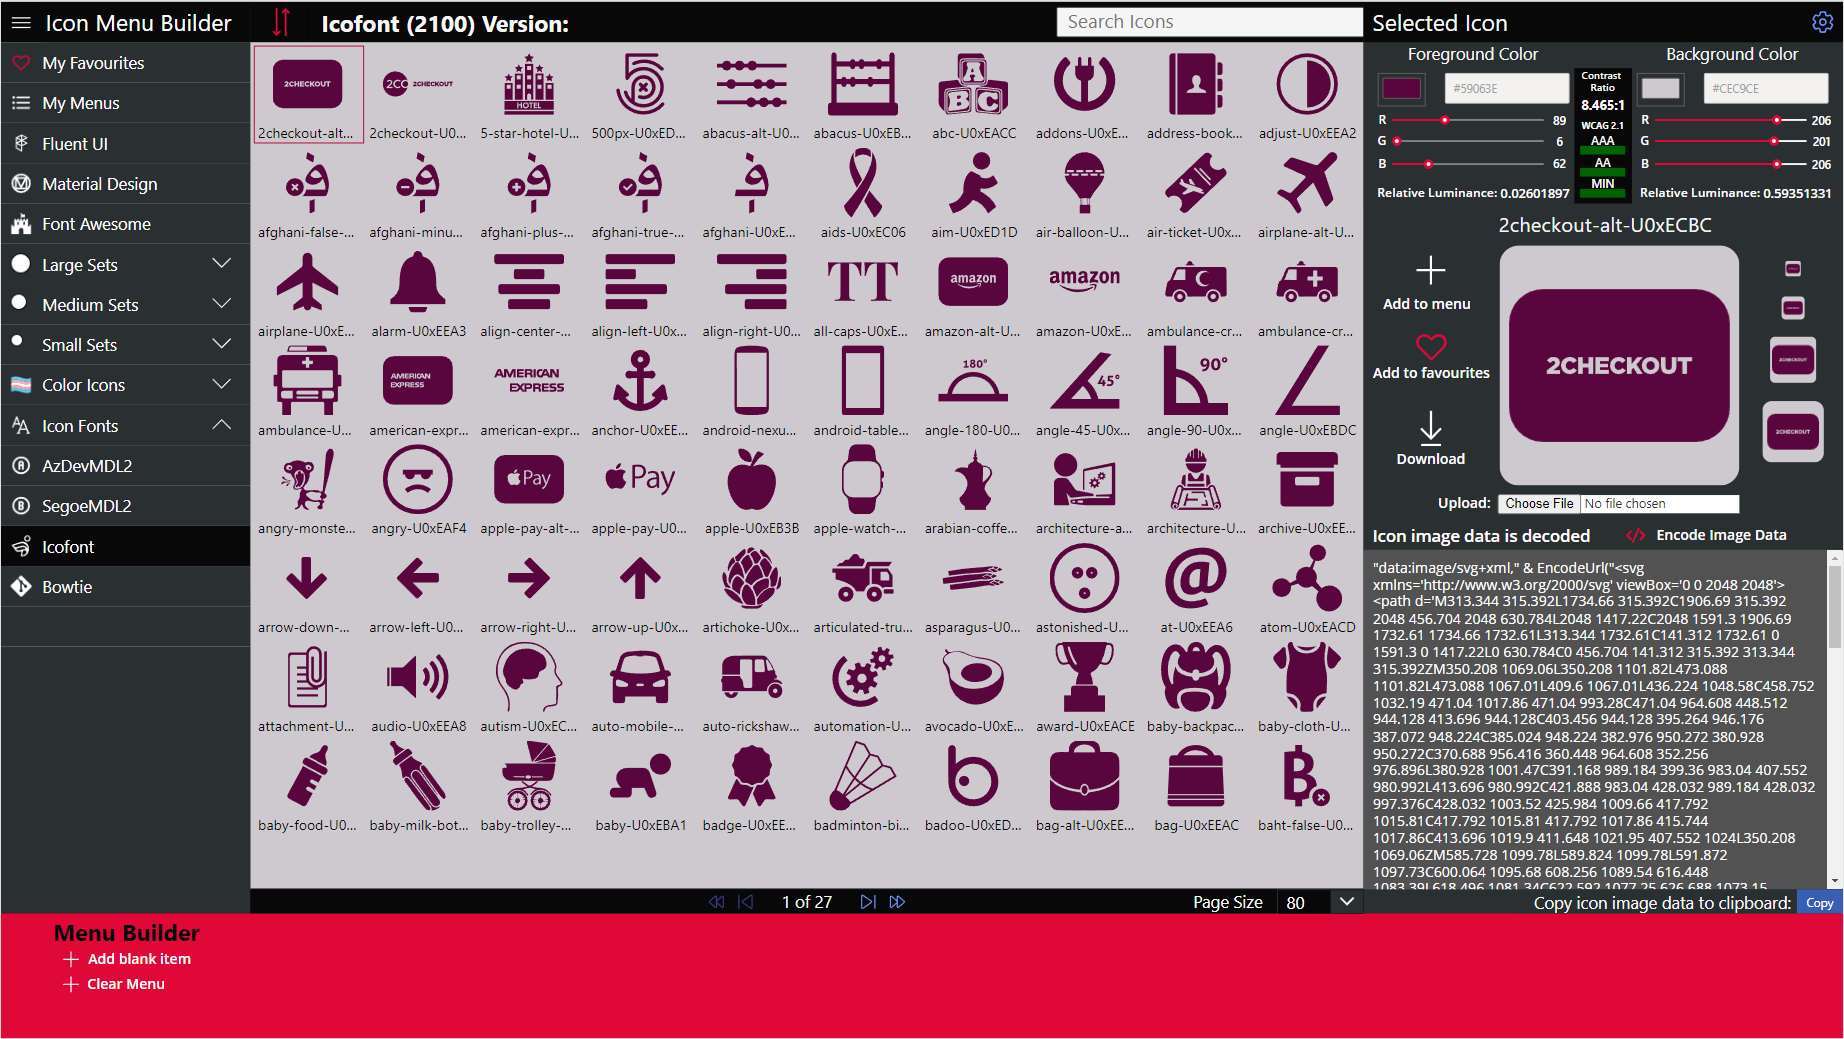 Icon Menu Builder
Icofont (2100) Version:
Search Icons
Selected Icon
My Favourites
My Menus
Fluent UI
Material Design
Font Awesome
Large Sets
Medium Sets
Small Sets
Color Icons
Icon Fonts
AzDevMDL2
SegoeMDL2
Icofont
Bowtie
2CHECKOUT
2CO 2CHECKOUT
HOTEL
5
A
B C
2checkout-alt... 2checkout-U0... 5-star-hotel-U... 500px-U0xED... abacus-alt-U0... abacus-U0xEB... abc-U0xEACC addons-U0xE... address-book... adjust-UEEA2
afghani-false-... afghani-minu... afghani-plus-... afghani-true-... afghani-U0xE... aids-U0xEC06 aim-U0xED1D air-balloon-U... air-ticket-U0x... airplane-alt-U...
TT
amazon
amazon
airplane-U0xE... alarm-U0xEEA3 align-center-... align-left-U0x... align-right-U0... all-caps-U0xE... amazon-alt-U... amazon-U0xE... ambulance-cr... ambulance-cr...
AMERICAN
EXPRESS
AMERICAN
EXPRESS
180°
45°
90°
ambulance-U... american-expr... american-expr... anchor-U0xEE... android-nexu... android-table... angle-180-U0... angle-45-U0x... angle-90-U0x... angle-U0xEBDC
Pay
Pay
angry-monste... angry-U0xEAF4 apple-pay-alt-... apple-pay-U0... apple-U0xEB3B apple-watch-... arabian-coffe... architecture-a... architecture-U... archive-U0xEE...
@
arrow-down-... arrow-left-U0... arrow-right-U... arrow-up-U0x... artichoke-U0x... articulated-tru... asparagus-U0... astonished-U... at-U0xEEA6 atom-U0xEACD
attachment-U... audio-U0xEEA8 autism-U0xEC... auto-mobile-... auto-rickshaw... automation-U... avocado-U0xE... award-U0xEACE baby-backpac... baby-cloth-U...
baby-food-U0... baby-milk-bot... baby-trolley-... baby-U0xEBA1 badge-U0xEE... badminton-bi... badoo-U0xED... bag-alt-U0xEE... bag-U0xEEAC baht-false-U0...
1 of 27
Page Size 80
Foreground Color
Background Color
#59063E
Contrast
Ratio
8.465:1
WCAG 2.1
AAA
AA
MIN
#CEC9CE
R 89
G 6
B 62
R 206
G 201
B 206
Relative Luminance: 0.02601897
Relative Luminance: 0.59351331
2checkout-alt-U0xECBC
Add to menu
Add to favourites
Download
2CHECKOUT
2CHECKOUT
2CHECKOUT
Upload: Choose File No file chosen
Icon image data is decoded
Encode Image Data
"data:image/svg+xml," & EncodeUrl("<svg
xmlns='http://www.w3.org/2000/svg' viewBox='0 0 2048 2048'>
<path d='M313.344 315.392L1734.66 315.392C1906.69 315.392
2048 456.704 2048 630.784L2048 1417.22C2048 1591.3 1906.69
1732.61 1734.66 1732.61L313.344 1732.61C141.312 1732.61 0
1591.3 0 1417.22L0 630.784C0 456.704 141.312 315.392 313.344
315.392ZM350.208 1069.06L350.208 1101.82L473.088
1101.82L473.088 1067.01L409.6 1067.01L436.224 1048.58C458.752
1032.19 471.04 1017.86 471.04 993.28C471.04 964.608 448.512
944.128 413.696 944.128C403.456 944.128 395.264 946.176
387.072 948.224C385.024 948.224 382.976 950.272 380.928
950.272C370.688 956.416 360.448 964.608 352.256
976.896L380.928 1001.47C391.168 989.184 399.36 983.04 407.552
980.992L413.696 980.992C421.888 983.04 428.032 989.184 428.032
997.376C428.032 1003.52 425.984 1009.66 417.792
1015.81C417.792 1015.81 417.792 1017.86 415.744
1017.86C413.696 1019.9 411.648 1021.95 407.552 1024L350.208
1069.06ZM585.728 1099.78L589.824 1099.78L591.872
1097.73C600.064 1095.68 608.256 1089.54 616.448
1083.39L618.496 1081.34C622.592 1077.25 626.688 1073.15
Copy icon image data to clipboard: Copy
Menu Builder
Add blank item
Clear Menu